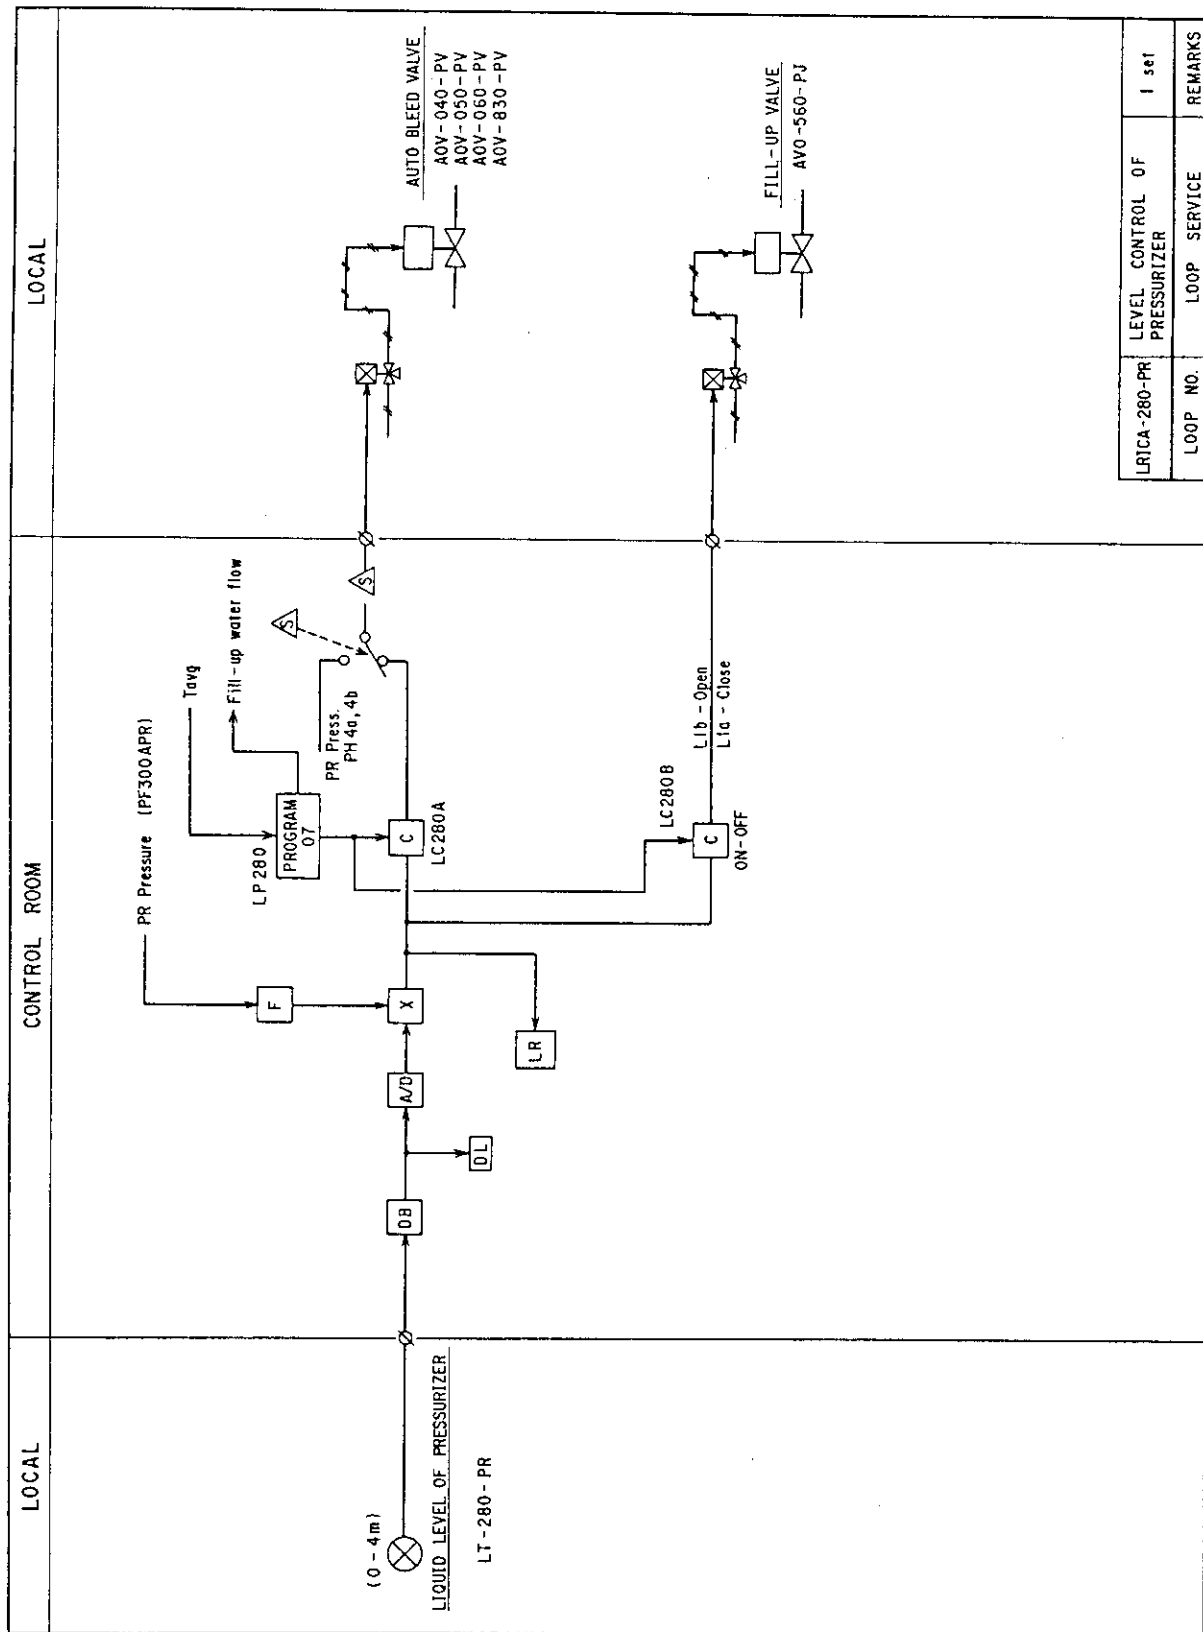 LOCAL
CONTROL ROOM
LOCAL
(0-4m)
LIQUID LEVEL OF PRESSURIZER
LT-280-PR
DB
DL
A/D
X
F
PR Pressure (PF300APR)
LR
Tavg
LP280
PROGRAM
07
Fill-up water flow
C
LC280A
PR Press.
PH4a,4b
S
S
LC280B
C
ON-OFF
L1b - Open
L1a - Close
AUTO BLEED VALVE
AOV-040-PV
AOV-050-PV
AOV-060-PV
AOV-830-PV
FILL-UP VALVE
AVO-560-PJ
LRICA-280-PR
LEVEL CONTROL OF
PRESSURIZER
1 set
LOOP NO.
LOOP SERVICE
REMARKS